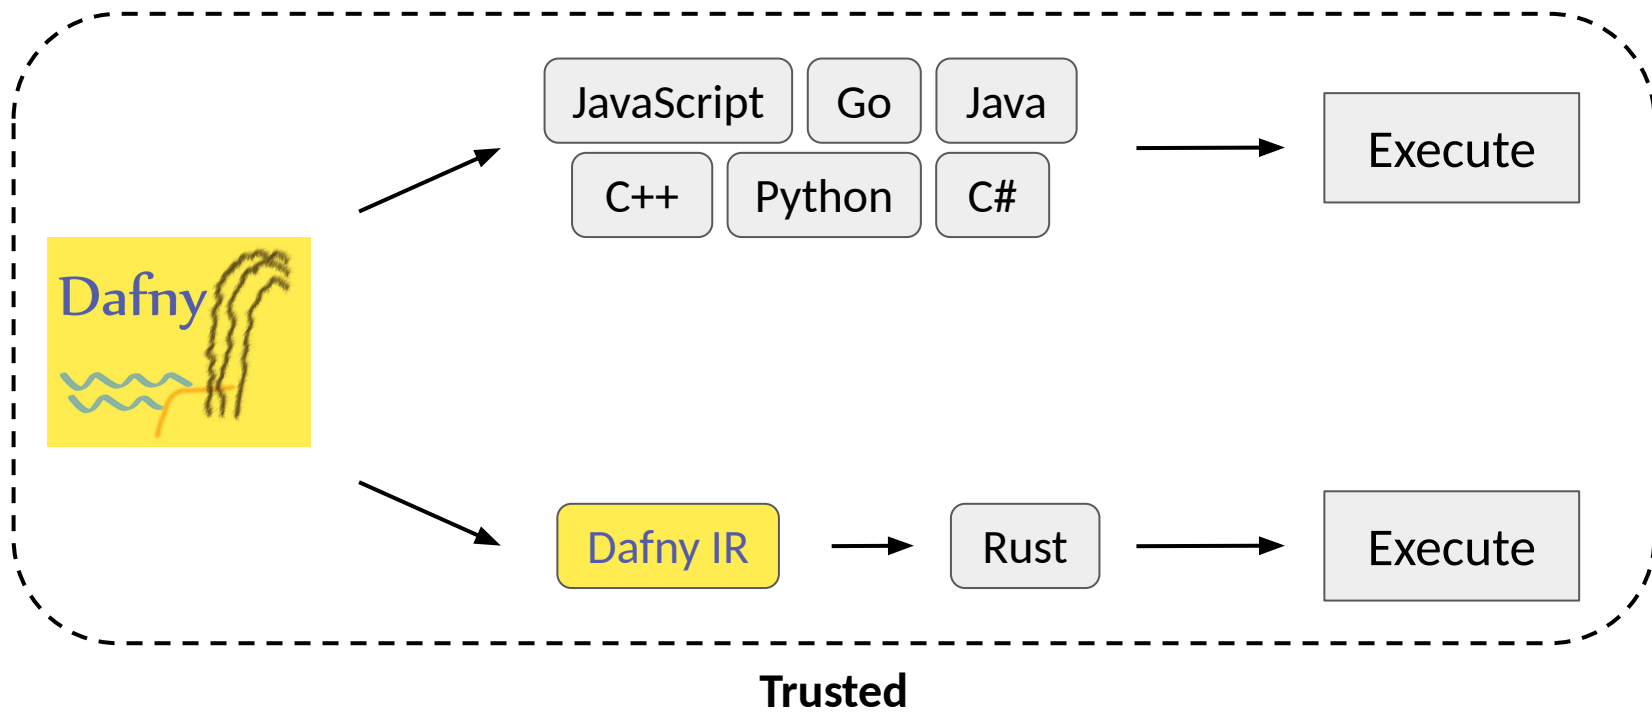 JavaScript Go Java
C++ Python C#
Execute
Dafny
Dafny IR
Rust
Execute
Trusted